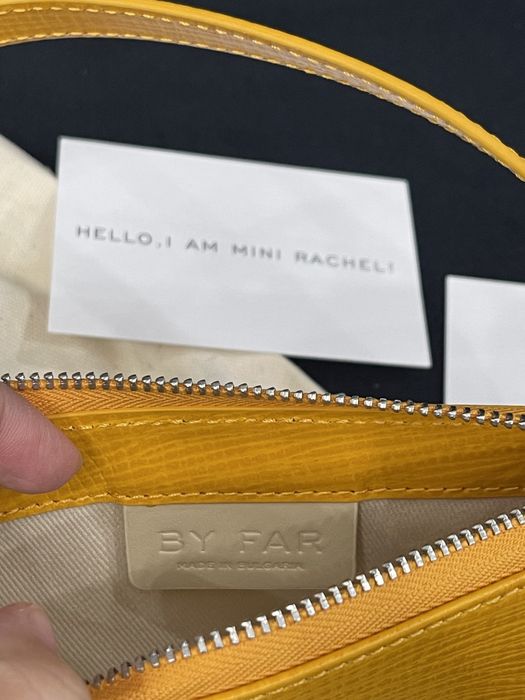 HELLO, I AM MINI RACHEL!
BY FAR
MADE IN BULGARIA